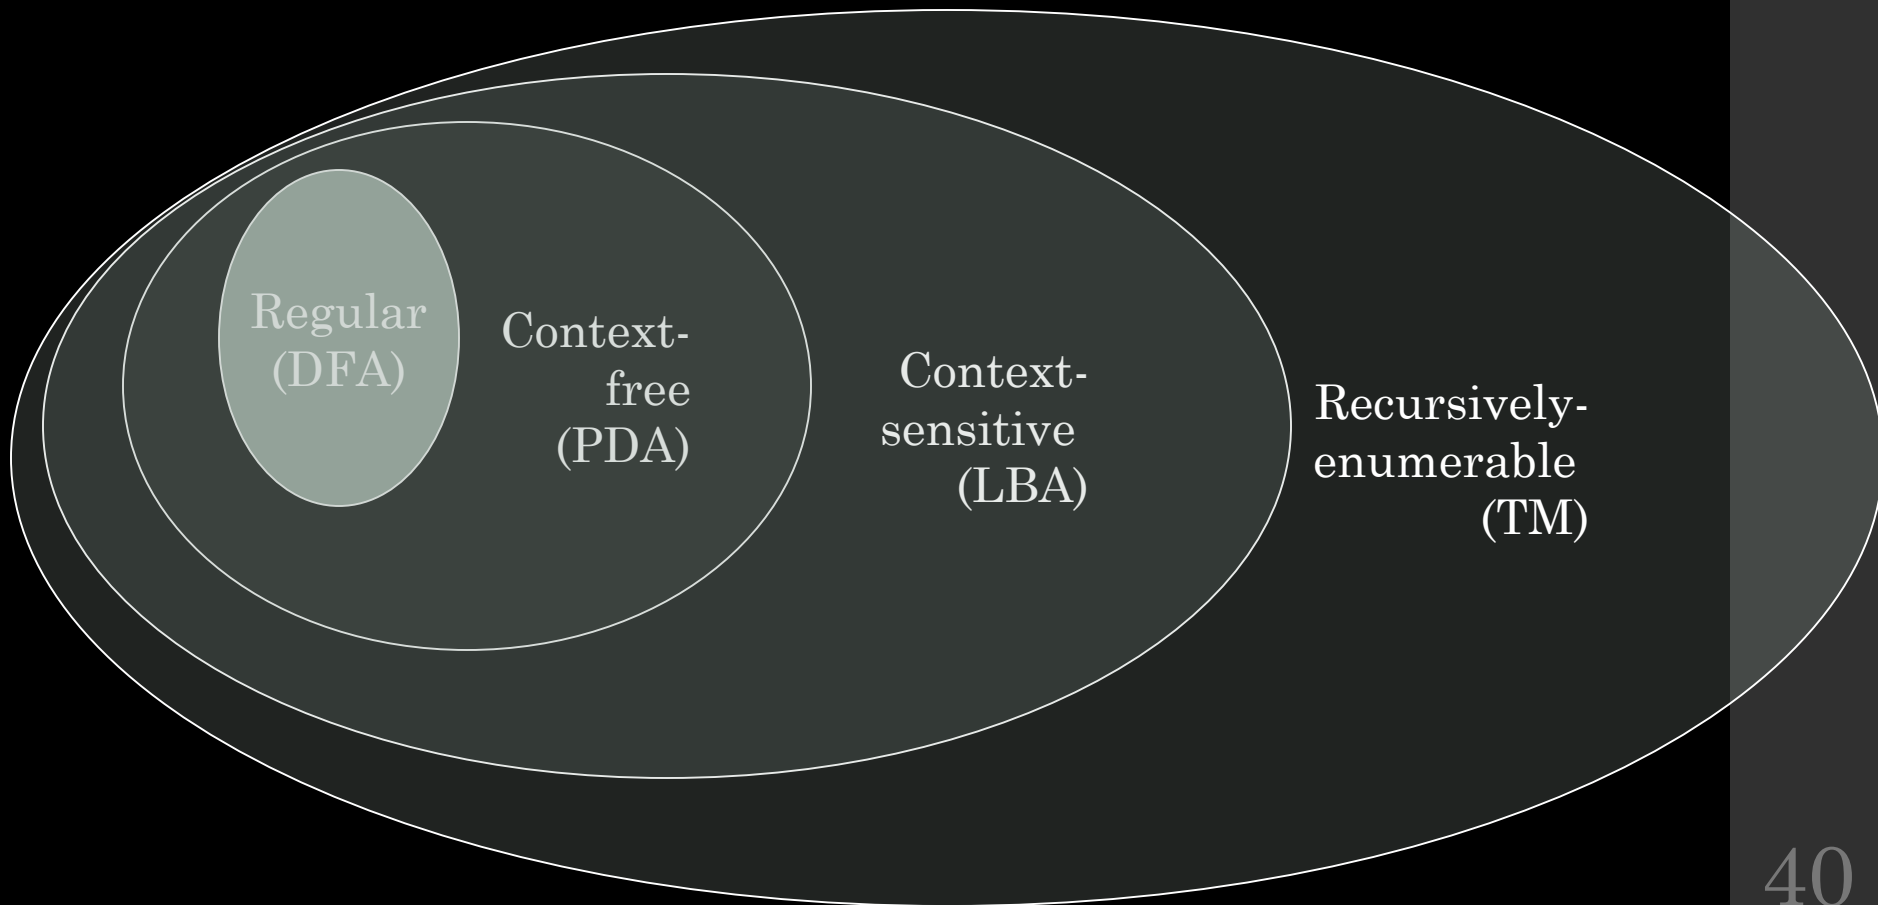 Regular
(DFA)
Context-
free
(PDA)
Context-
sensitive
(LBA)
Recursively-
enumerable
(TM)
40